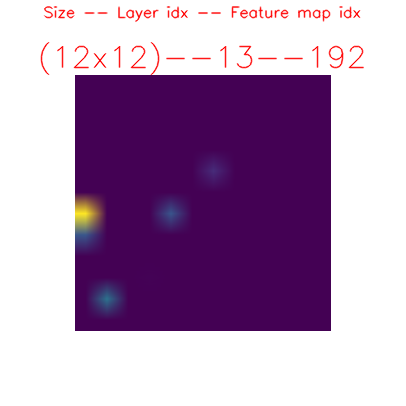 Size -- Layer idx -- Feature map idx
(12x12)--13--192